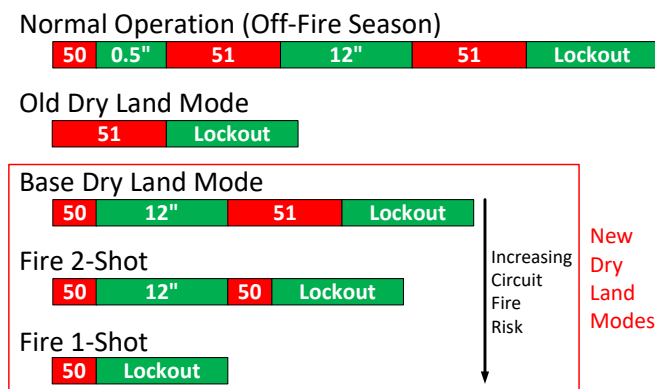 Normal Operation (Off-Fire Season)
50 0.5" 51 12" 51 Lockout
Old Dry Land Mode
51 Lockout
Base Dry Land Mode
50 12" 51 Lockout
Fire 2-Shot
50 12" 50 Lockout
Fire 1-Shot
50 Lockout
Increasing
Circuit
Fire
Risk
New
Dry
Land
Modes